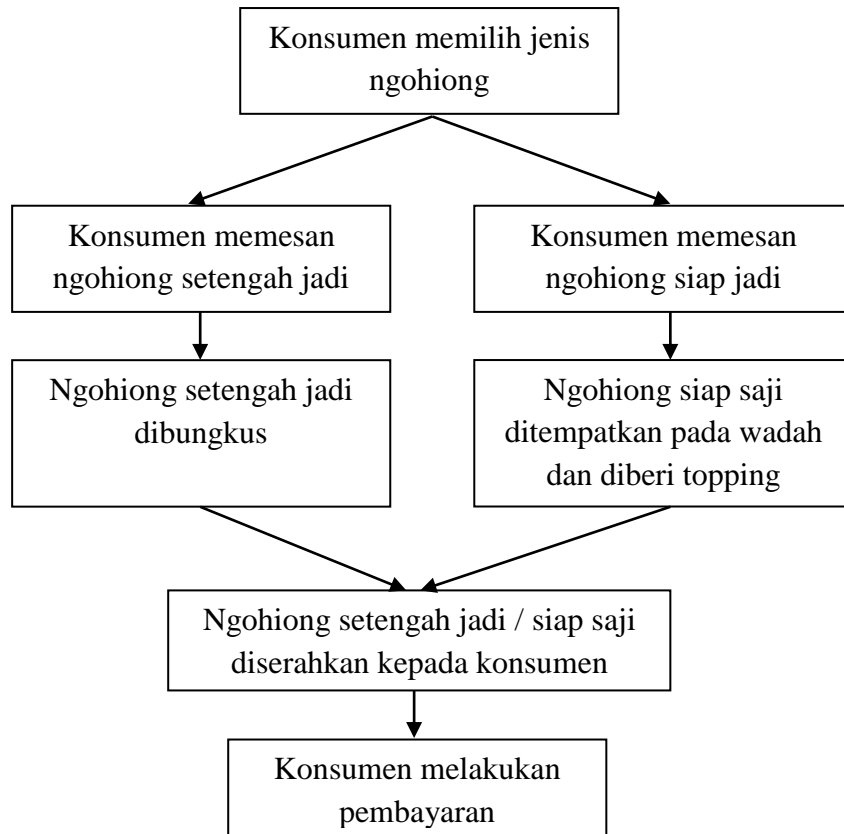 Konsumen memilih jenis
ngohiong
Konsumen memesan
ngohiong setengah jadi
Konsumen memesan
ngohiong siap jadi
Ngohiong setengah jadi
dibungkus
Ngohiong siap saji
ditempatkan pada wadah
dan diberi topping
Ngohiong setengah jadi / siap saji
diserahkan kepada konsumen
Konsumen melakukan
pembayaran